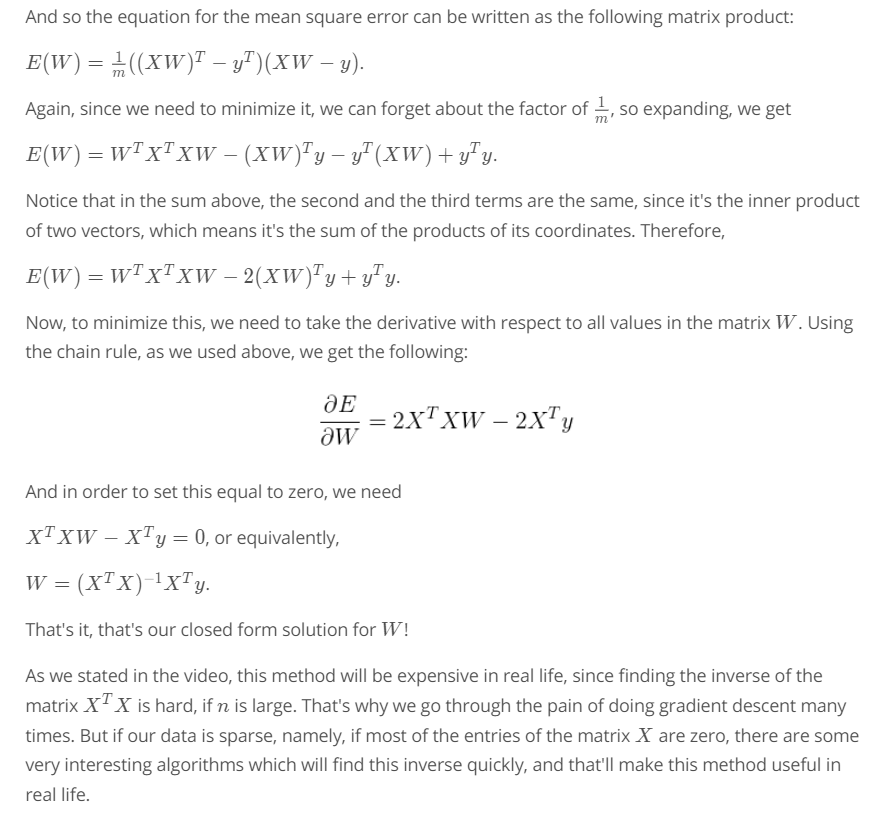 And so the equation for the mean square error can be written as the following matrix product:
E(W) = 1/m((XW)^T − y^T)(XW − y).
Again, since we need to minimize it, we can forget about the factor of 1/m, so expanding, we get
E(W) = W^T X^T XW − (XW)^T y − y^T(XW) + y^T y.
Notice that in the sum above, the second and the third terms are the same, since it's the inner product
of two vectors, which means it's the sum of the products of its coordinates. Therefore,
E(W) = W^T X^T XW − 2(XW)^T y + y^T y.
Now, to minimize this, we need to take the derivative with respect to all values in the matrix W. Using
the chain rule, as we used above, we get the following:
∂E/∂W = 2X^T XW − 2X^T y
And in order to set this equal to zero, we need
X^T XW − X^T y = 0, or equivalently,
W = (X^T X)^−1 X^T y.
That's it, that's our closed form solution for W!
As we stated in the video, this method will be expensive in real life, since finding the inverse of the
matrix X^T X is hard, if n is large. That's why we go through the pain of doing gradient descent many
times. But if our data is sparse, namely, if most of the entries of the matrix X are zero, there are some
very interesting algorithms which will find this inverse quickly, and that'll make this method useful in
real life.